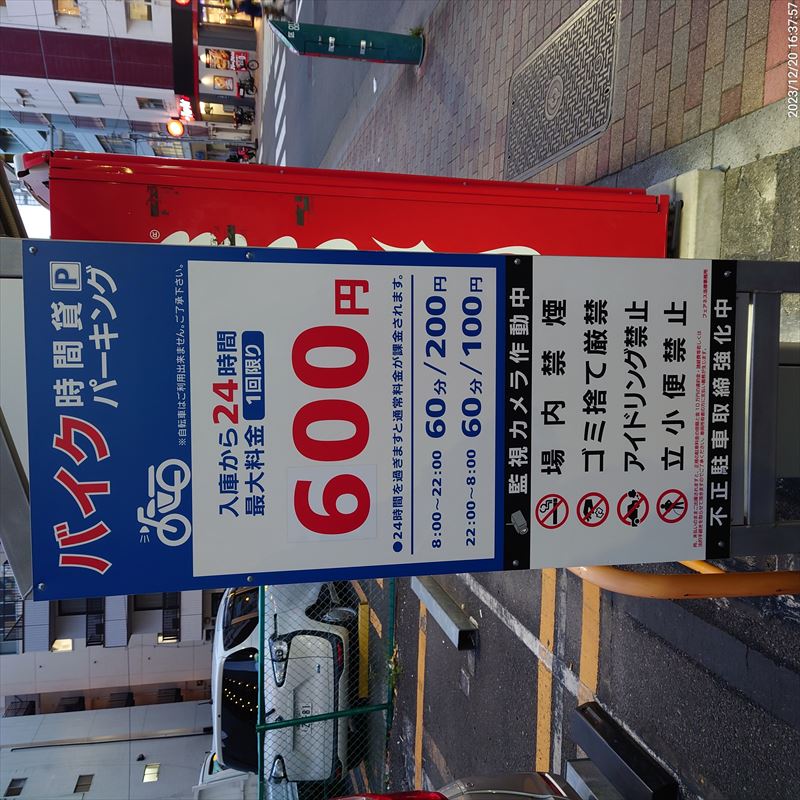 バイク時間貸P
パーキング
※自転車はご利用出来ません。ご了承下さい。
入庫から24時間
最大料金 1回限り
600円
●24時間を過ぎますと通常料金が課金されます。
8:00～22:00 60分/200円
22:00～8:00 60分/100円
監視カメラ作動中
場内禁煙
ゴミ捨て厳禁
アイドリング禁止
立小便禁止
不正駐車取締強化中
2023/12/20 16:37:57